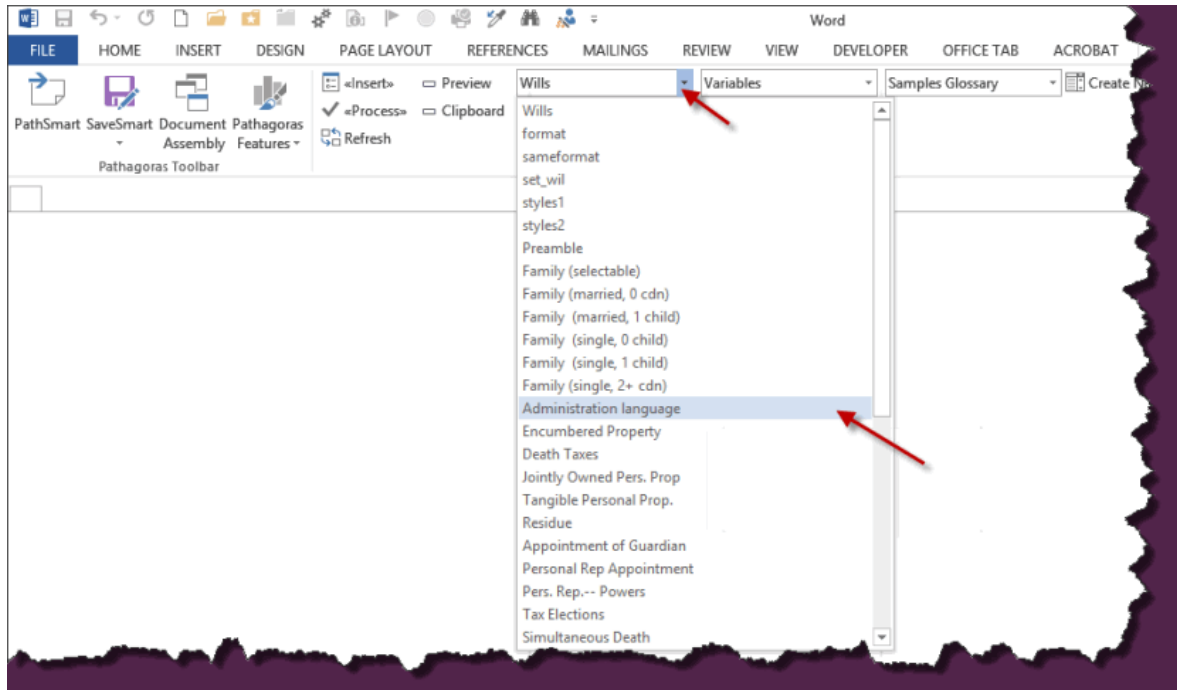 Word
FILE HOME INSERT DESIGN PAGE LAYOUT REFERENCES MAILINGS REVIEW VIEW DEVELOPER OFFICE TAB ACROBAT
«Insert» Preview Wills Variables Samples Glossary Create
PathSmart SaveSmart Document Assembly Pathagoras Features
«Process» Clipboard
Refresh
Pathagoras Toolbar
Wills
format
sameformat
set_wil
styles1
styles2
Preamble
Family (selectable)
Family (married, 0 cdn)
Family (married, 1 child)
Family (single, 0 child)
Family (single, 1 child)
Family (single, 2+ cdn)
Administration language
Encumbered Property
Death Taxes
Jointly Owned Pers. Prop
Tangible Personal Prop.
Residue
Appointment of Guardian
Personal Rep Appointment
Pers. Rep.-- Powers
Tax Elections
Simultaneous Death